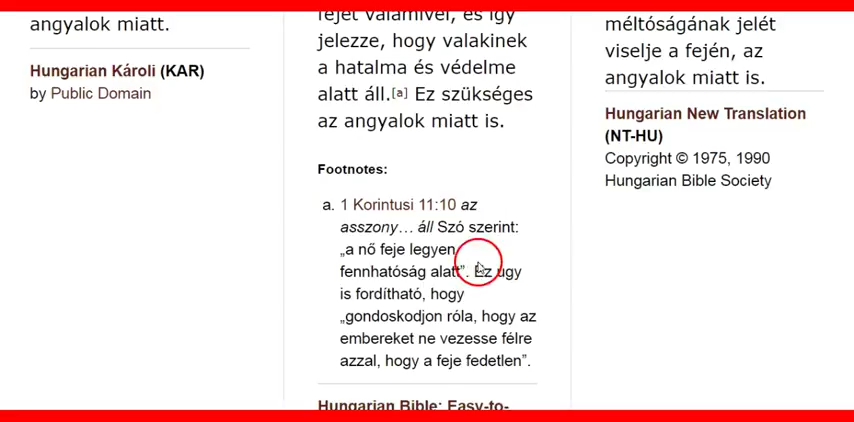 angyalok miatt.
Hungarian Károli (KAR)
by Public Domain
fejét valamivel, és így
jelezze, hogy valakinek
a hatalma és védelme
alatt áll.[a] Ez szükséges
az angyalok miatt is.
Footnotes:
a. 1 Korintusi 11:10 az
asszony… áll Szó szerint:
„a nő feje legyen
fennhatóság alatt”. Ez úgy
is fordítható, hogy
„gondoskodjon róla, hogy az
embereket ne vezesse félre
azzal, hogy a feje fedetlen”.
Hungarian Bible: Easy-to-
méltóságának jelét
viselje a fején, az
angyalok miatt is.
Hungarian New Translation
(NT-HU)
Copyright © 1975, 1990
Hungarian Bible Society